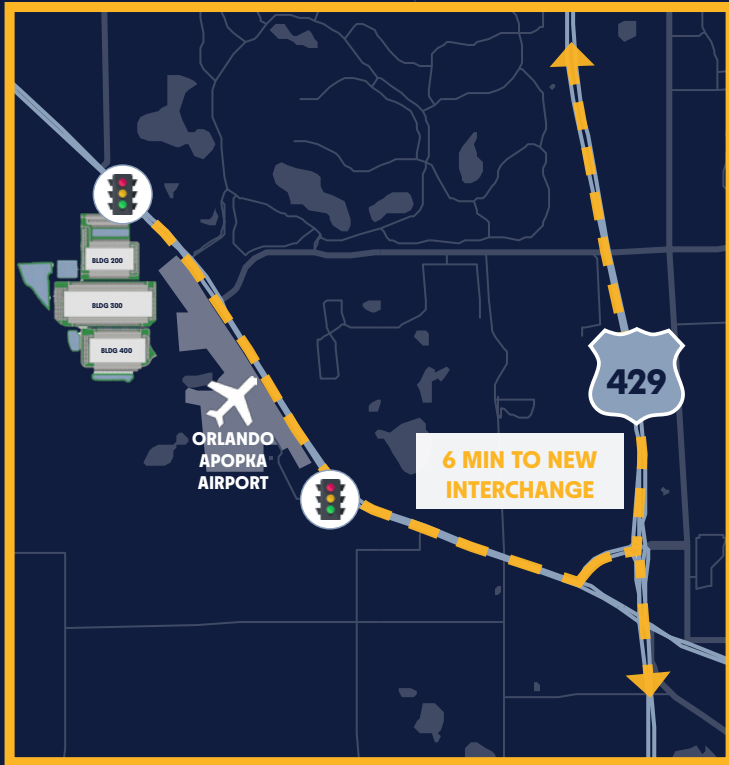 BLDG 200
BLDG 300
BLDG 400
429
ORLANDO
APOPKA
AIRPORT
6 MIN TO NEW
INTERCHANGE